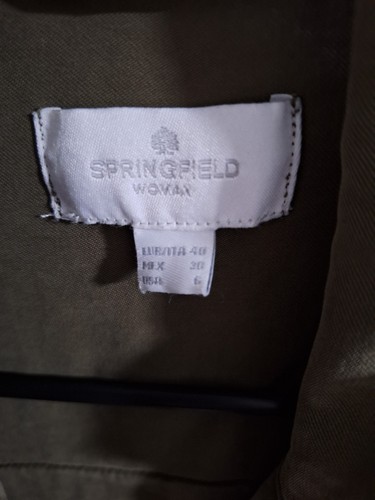 SPRINGFIELD
WOMAN
EUR/ITA 40
MEX 30
USA 6